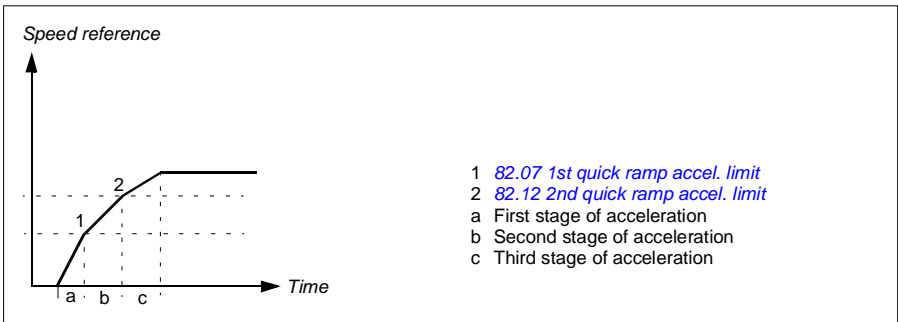 Speed reference
2
1
a b c
Time
1 82.07 1st quick ramp accel. limit
2 82.12 2nd quick ramp accel. limit
a First stage of acceleration
b Second stage of acceleration
c Third stage of acceleration